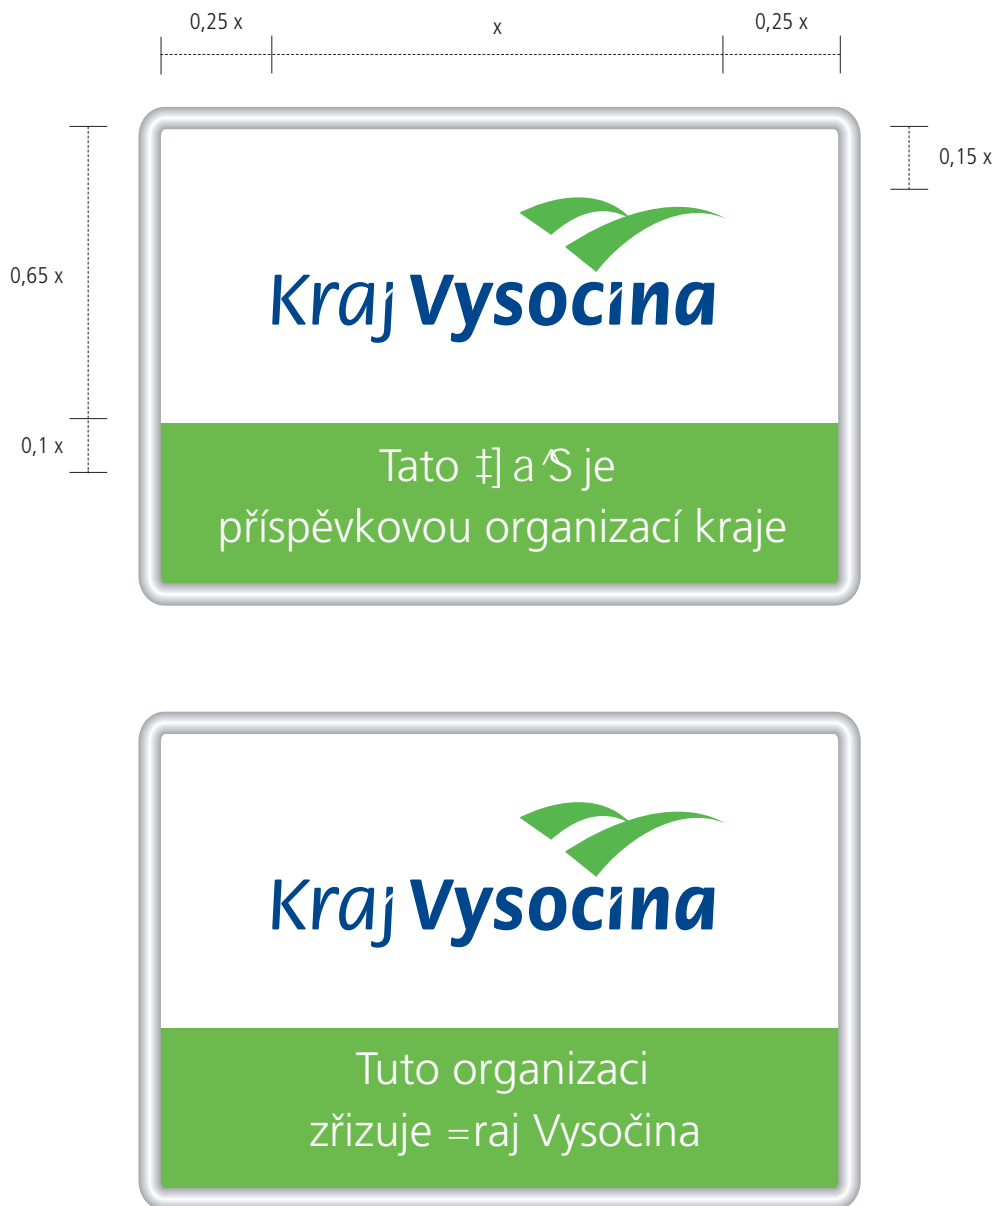 0,25 x
x
0,25 x
0,15 x
0,65 x
0,1 x
Kraj Vysočina
Tato ‡] a ^S je
příspěvkovou organizací kraje
Kraj Vysočina
Tuto organizaci
zřizuje =raj Vysočina